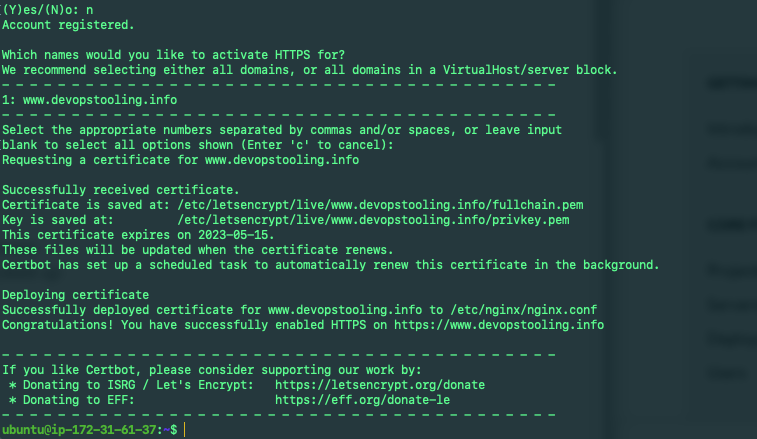 (Y)es/(N)o: n
Account registered.
Which names would you like to activate HTTPS for?
We recommend selecting either all domains, or all domains in a VirtualHost/server block.
- - - - - - - - - - - - - - - - - - - - - - - - - - - - - - - - - - - - - - - -
1: www.devopstooling.info
- - - - - - - - - - - - - - - - - - - - - - - - - - - - - - - - - - - - - - - -
Select the appropriate numbers separated by commas and/or spaces, or leave input
blank to select all options shown (Enter 'c' to cancel):
Requesting a certificate for www.devopstooling.info
Successfully received certificate.
Certificate is saved at: /etc/letsencrypt/live/www.devopstooling.info/fullchain.pem
Key is saved at:         /etc/letsencrypt/live/www.devopstooling.info/privkey.pem
This certificate expires on 2023-05-15.
These files will be updated when the certificate renews.
Certbot has set up a scheduled task to automatically renew this certificate in the background.
Deploying certificate
Successfully deployed certificate for www.devopstooling.info to /etc/nginx/nginx.conf
Congratulations! You have successfully enabled HTTPS on https://www.devopstooling.info
- - - - - - - - - - - - - - - - - - - - - - - - - - - - - - - - - - - - - - - -
If you like Certbot, please consider supporting our work by:
 * Donating to ISRG / Let's Encrypt:   https://letsencrypt.org/donate
 * Donating to EFF:                    https://eff.org/donate-le
- - - - - - - - - - - - - - - - - - - - - - - - - - - - - - - - - - - - - - - -
ubuntu@ip-172-31-61-37:~$